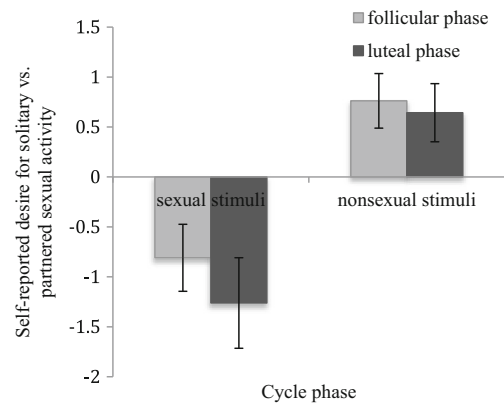 follicular phase
luteal phase
Self-reported desire for solitary vs.
partnered sexual activity
1.5
1
0.5
0
-0.5
-1
-1.5
-2
sexual stimuli
nonsexual stimuli
Cycle phase